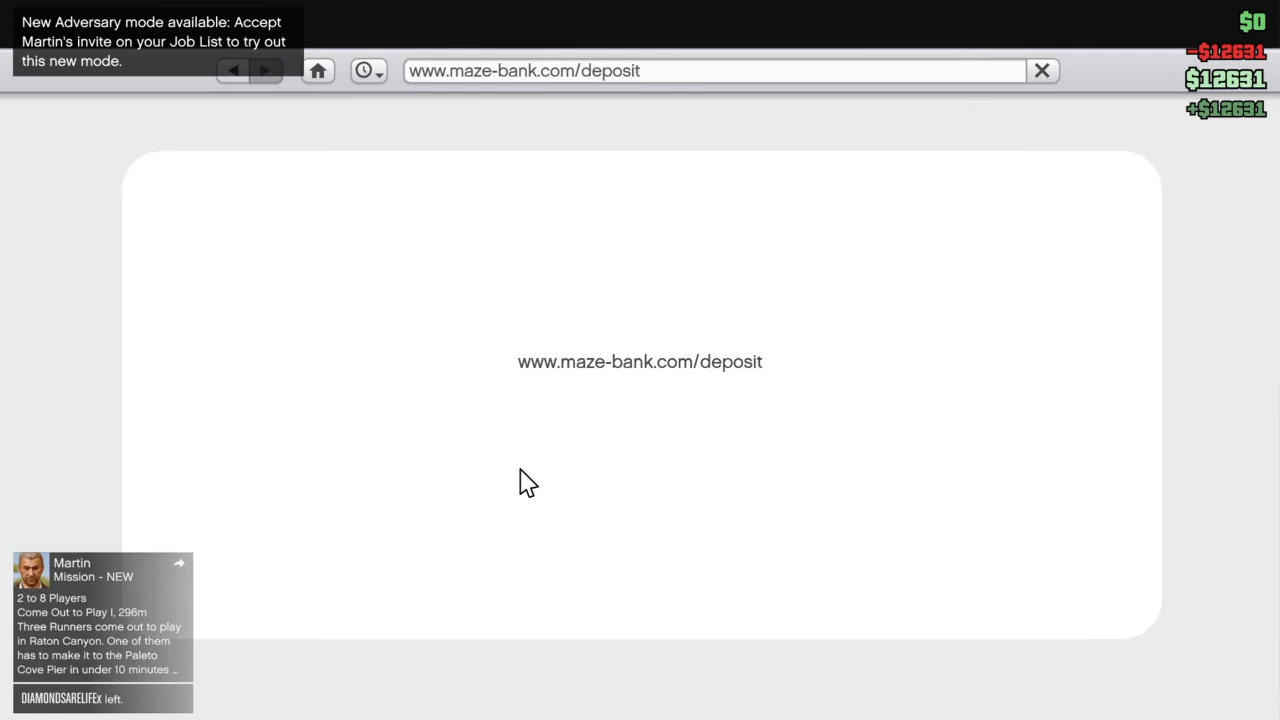 New Adversary mode available: Accept
Martin's invite on your Job List to try out
this new mode.
$0
-$12631
$12631
+$12631
www.maze-bank.com/deposit
www.maze-bank.com/deposit
Martin
Mission - NEW
2 to 8 Players
Come Out to Play I, 296m
Three Runners come out to play
in Raton Canyon. One of them
has to make it to the Paleto
Cove Pier in under 10 minutes ...
DIAMONDSARELIFEX left.